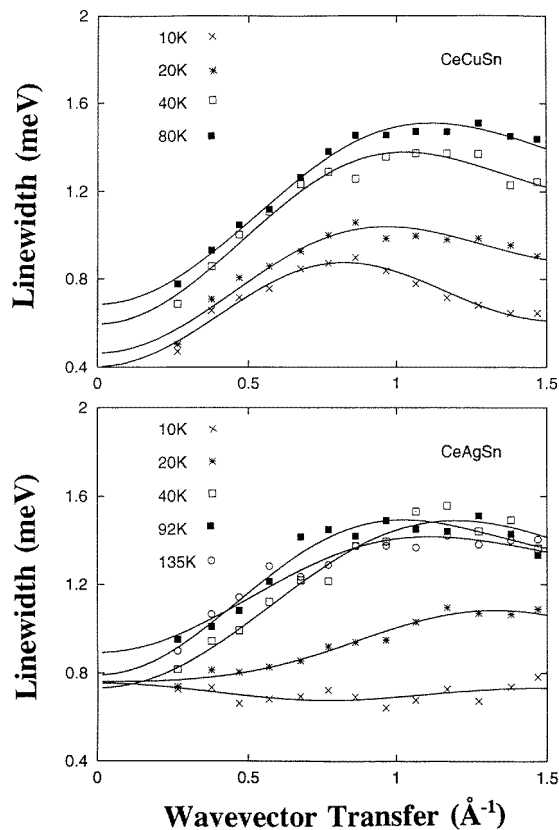 2
1.6
1.2
0.8
0.4
Linewidth (meV)
10K
20K
40K
80K
CeCuSn
0
0.5
1
1.5
2
1.6
1.2
0.8
0.4
Linewidth (meV)
10K
20K
40K
92K
135K
CeAgSn
0
0.5
1
1.5
Wavevector Transfer (Å⁻¹)